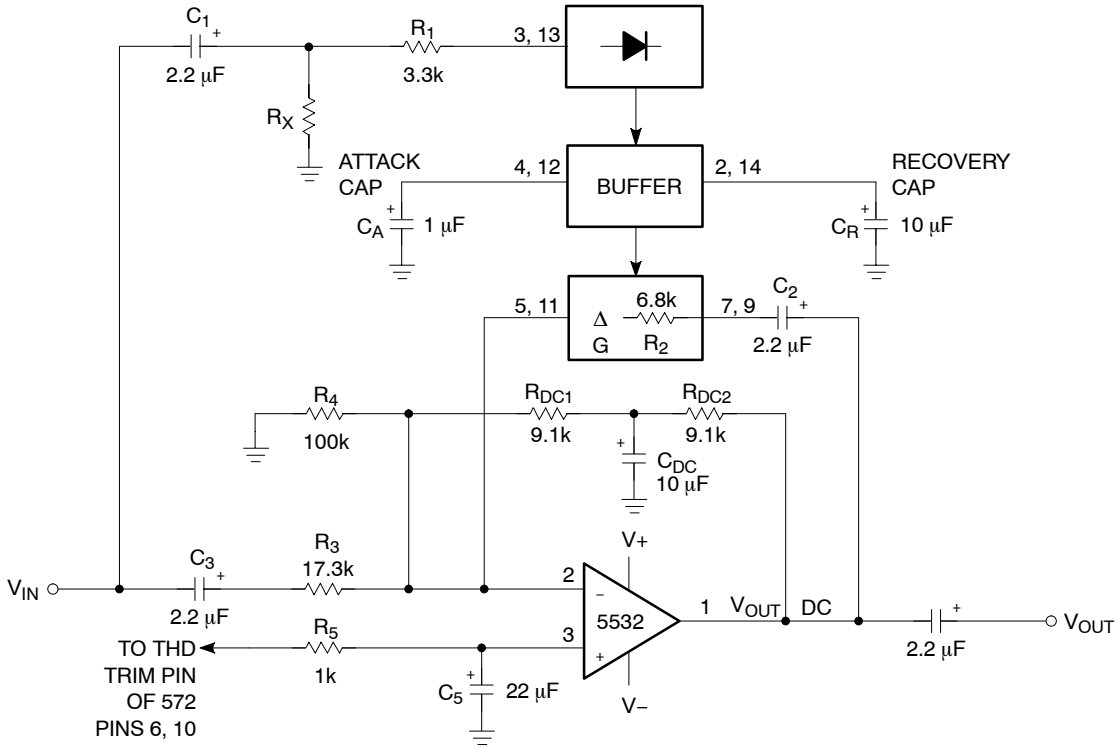 C1
+
2.2 μF
R1
3.3k
3, 13
RX
ATTACK
CAP
4, 12
BUFFER
2, 14
RECOVERY
CAP
+
CA
1 μF
+
CR
10 μF
5, 11
Δ
G
6.8k
R2
7, 9
C2
+
2.2 μF
R4
100k
RDC1
9.1k
RDC2
9.1k
+
CDC
10 μF
VIN
C3
+
2.2 μF
R3
17.3k
V+
2
−
5532
3
+
V−
1
VOUT
DC
+
2.2 μF
VOUT
TO THD
TRIM PIN
OF 572
PINS 6, 10
R5
1k
+
C5
22 μF